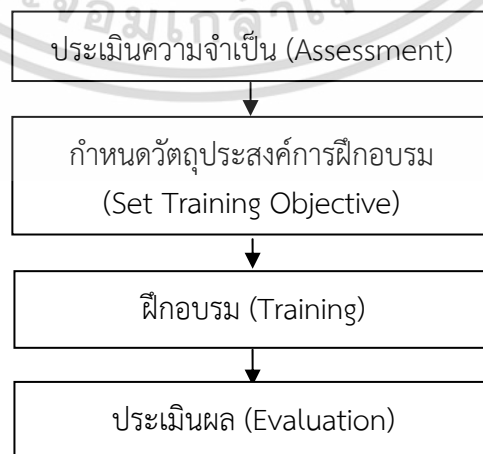 ประเมินความจำเป็น (Assessment)
กำหนดวัตถุประสงค์การฝึกอบรม
(Set Training Objective)
ฝึกอบรม (Training)
ประเมินผล (Evaluation)